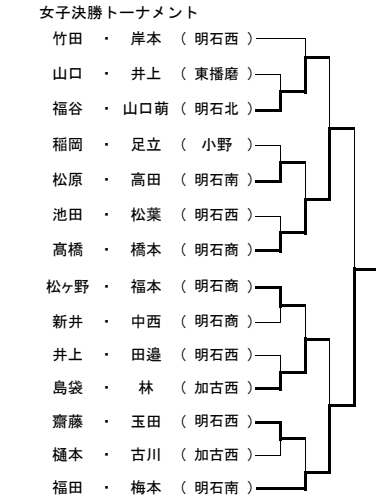 女子決勝トーナメント
竹田 ・ 岸本 （ 明石西 ）
山口 ・ 井上 （ 東播磨 ）
福谷 ・ 山口萌 （ 明石北 ）
稲岡 ・ 足立 （ 小野 ）
松原 ・ 高田 （ 明石南 ）
池田 ・ 松葉 （ 明石西 ）
髙橋 ・ 橋本 （ 明石商 ）
松ヶ野 ・ 福本 （ 明石商 ）
新井 ・ 中西 （ 明石商 ）
井上 ・ 田邉 （ 明石西 ）
島袋 ・ 林 （ 加古西 ）
齋藤 ・ 玉田 （ 明石西 ）
樋本 ・ 古川 （ 加古西 ）
福田 ・ 梅本 （ 明石南 ）